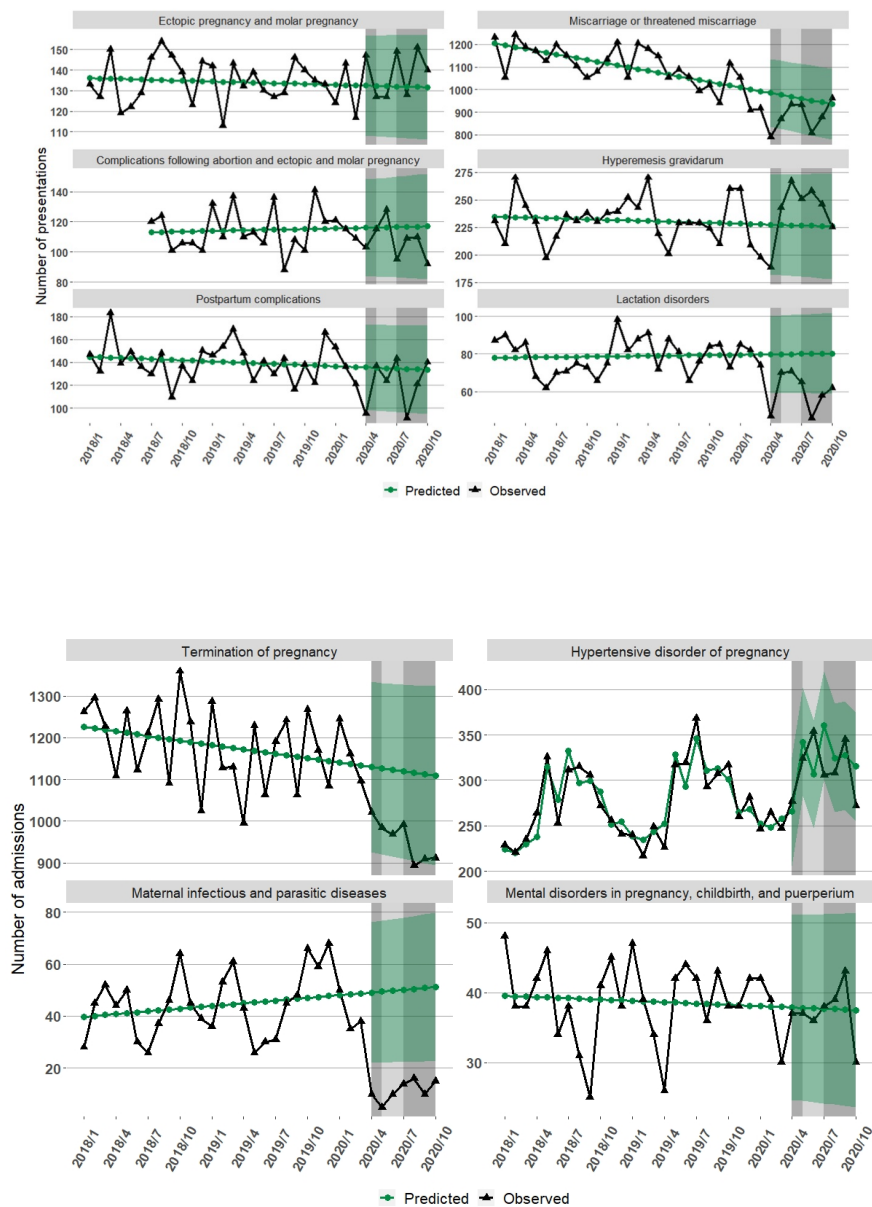 Ectopic pregnancy and molar pregnancy
150
140
130
120
110
Miscarriage or threatened miscarriage
1200
1100
1000
900
800
Number of presentations
Complications following abortion and ectopic and molar pregnancy
140
120
100
80
Hyperemesis gravidarum
275
250
225
200
175
Postpartum complications
180
160
140
120
100
Lactation disorders
100
80
60
2018/1 2018/4 2018/7 2018/10 2019/1 2019/4 2019/7 2019/10 2020/1 2020/4 2020/7 2020/10
2018/1 2018/4 2018/7 2018/10 2019/1 2019/4 2019/7 2019/10 2020/1 2020/4 2020/7 2020/10
Predicted Observed
Termination of pregnancy
1300
1200
1100
1000
900
Hypertensive disorder of pregnancy
400
350
300
250
200
Number of admissions
Maternal infectious and parasitic diseases
80
60
40
20
Mental disorders in pregnancy, childbirth, and puerperium
50
40
30
2018/1 2018/4 2018/7 2018/10 2019/1 2019/4 2019/7 2019/10 2020/1 2020/4 2020/7 2020/10
2018/1 2018/4 2018/7 2018/10 2019/1 2019/4 2019/7 2019/10 2020/1 2020/4 2020/7 2020/10
Predicted Observed